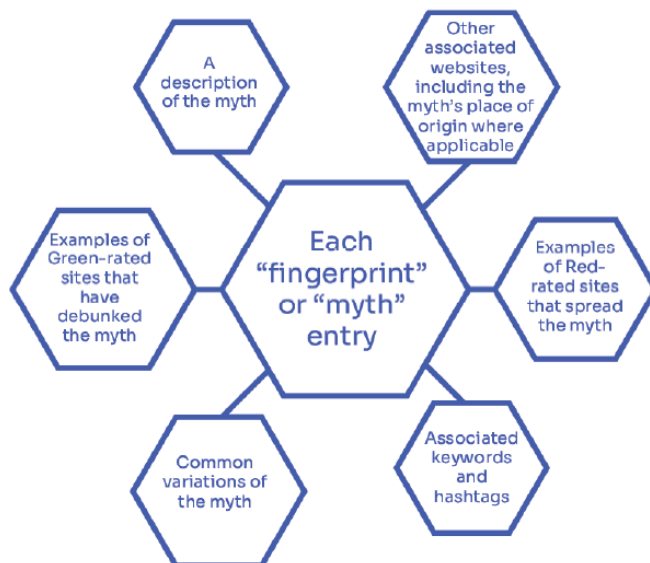 A
description
of the myth
Other
associated
websites,
including the
myth's place of
origin where
applicable
Each
“fingerprint”
or “myth”
entry
Examples of
Green-rated
sites that
have
debunked
the myth
Examples
of Red-
rated sites
that spread
the myth
Common
variations of
the myth
Associated
keywords
and
hashtags